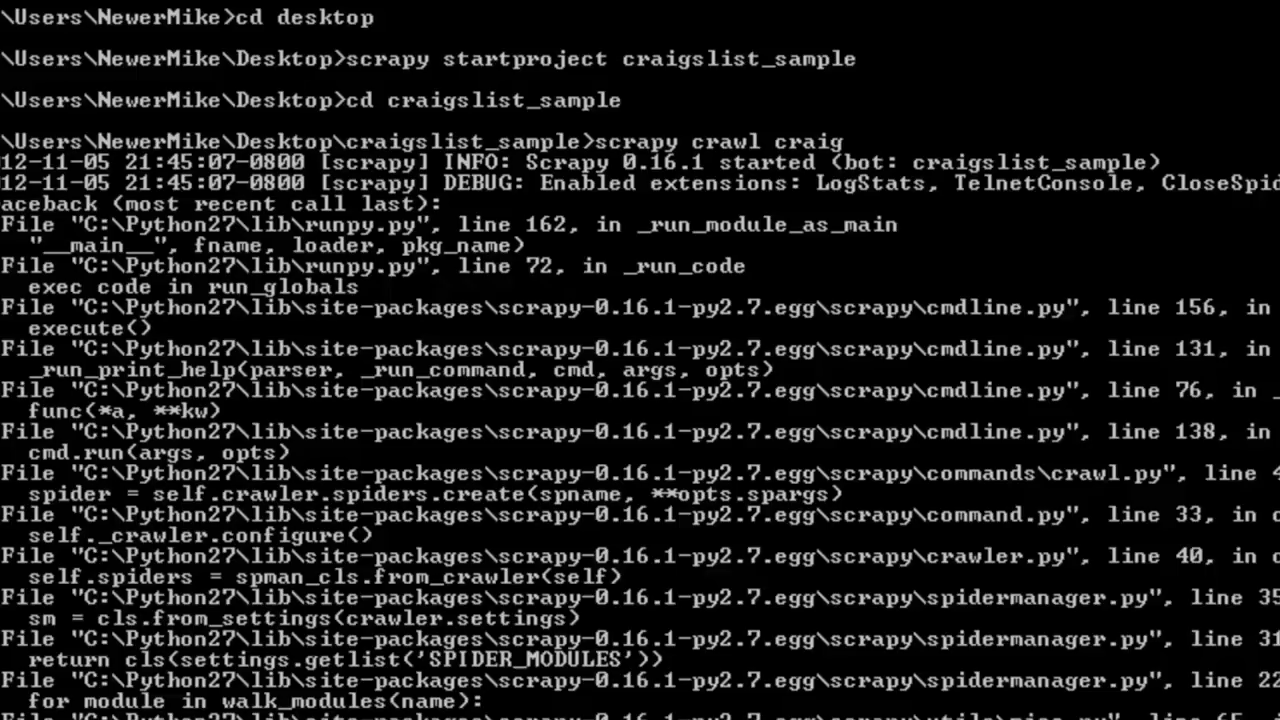 \Users\NewerMike>cd desktop
\Users\NewerMike\Desktop>scrapy startproject craigslist_sample
\Users\NewerMike\Desktop>cd craigslist_sample
\Users\NewerMike\Desktop\craigslist_sample>scrapy crawl craig
12-11-05 21:45:07-0800 [scrapy] INFO: Scrapy 0.16.1 started (bot: craigslist_sample)
12-11-05 21:45:07-0800 [scrapy] DEBUG: Enabled extensions: LogStats, TelnetConsole, CloseSpid
aceback (most recent call last):
File "C:\Python27\lib\runpy.py", line 162, in _run_module_as_main
"__main__", fname, loader, pkg_name)
File "C:\Python27\lib\runpy.py", line 72, in _run_code
exec code in run_globals
File "C:\Python27\lib\site-packages\scrapy-0.16.1-py2.7.egg\scrapy\cmdline.py", line 156, in
execute()
File "C:\Python27\lib\site-packages\scrapy-0.16.1-py2.7.egg\scrapy\cmdline.py", line 131, in
_run_print_help(parser, _run_command, cmd, args, opts)
File "C:\Python27\lib\site-packages\scrapy-0.16.1-py2.7.egg\scrapy\cmdline.py", line 76, in _
func(*a, **kw)
File "C:\Python27\lib\site-packages\scrapy-0.16.1-py2.7.egg\scrapy\cmdline.py", line 138, in
cmd.run(args, opts)
File "C:\Python27\lib\site-packages\scrapy-0.16.1-py2.7.egg\scrapy\commands\crawl.py", line 4
spider = self.crawler.spiders.create(spname, **opts.spargs)
File "C:\Python27\lib\site-packages\scrapy-0.16.1-py2.7.egg\scrapy\command.py", line 33, in c
self._crawler.configure()
File "C:\Python27\lib\site-packages\scrapy-0.16.1-py2.7.egg\scrapy\crawler.py", line 40, in c
self.spiders = spman_cls.from_crawler(self)
File "C:\Python27\lib\site-packages\scrapy-0.16.1-py2.7.egg\scrapy\spidermanager.py", line 35
sm = cls.from_settings(crawler.settings)
File "C:\Python27\lib\site-packages\scrapy-0.16.1-py2.7.egg\scrapy\spidermanager.py", line 31
return cls(settings.getlist('SPIDER_MODULES'))
File "C:\Python27\lib\site-packages\scrapy-0.16.1-py2.7.egg\scrapy\spidermanager.py", line 22
for module in walk_modules(name):